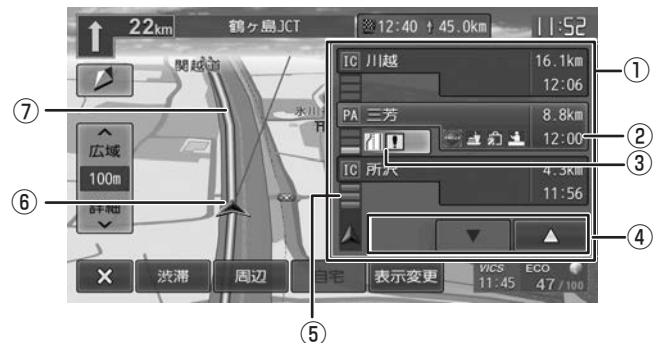 22km 鶴ヶ島JCT 12:40 45.0km 11:52
関越道
氷川
広域
100m
詳細
IC 川越 16.1km
12:06
PA 三芳 8.8km
12:00
IC 所沢 4.3km
11:56
× 渋滞 周辺 自宅 表示変更
VICS 11:45
ECO 47/100
①
②
③
④
⑤
⑥
⑦